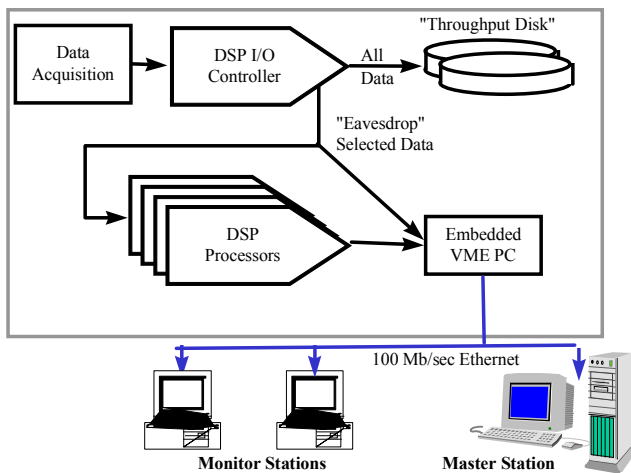 "Throughput Disk"
Data
Acquisition
DSP I/O
Controller
All
Data
"Eavesdrop"
Selected Data
DSP
Processors
Embedded
VME PC
100 Mb/sec Ethernet
Monitor Stations
Master Station